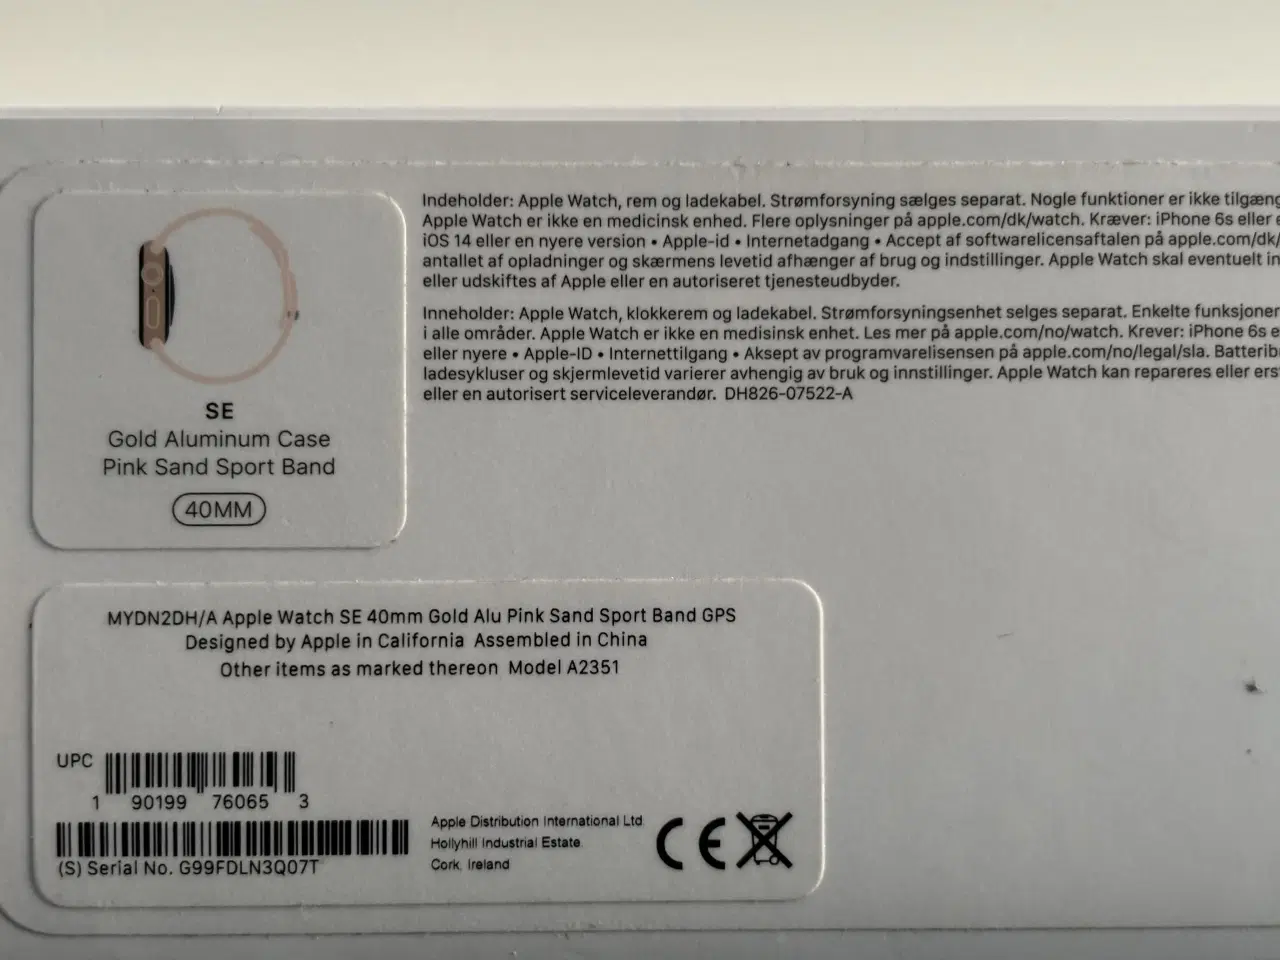 SE
Gold Aluminum Case
Pink Sand Sport Band
40MM
Indeholder: Apple Watch, rem og ladekabel. Strømforsyning sælges separat. Nogle funktioner er ikke
Apple Watch er ikke en medicinsk enhed. Flere oplysninger på apple.com/dk/watch. Kræver: iPhone 6s eller
iOS 14 eller en nyere version • Apple-id • Internetadgang • Accept af softwarelicensaftalen på apple.com/dk/
antallet af opladninger og skærmens levetid afhænger af brug og indstillinger. Apple Watch skal eventuelt
eller udskiftes af Apple eller en autoriseret tjenesteudbyder.
Inneholder: Apple Watch, klokkerem og ladekabel. Strømforsyningsenhet selges separat. Enkelte funksjoner
i alle områder. Apple Watch er ikke en medisinsk enhet. Les mer på apple.com/no/watch. Krever: iPhone 6s
eller nyere • Apple-ID • Internettilgang • Aksept av programvarelisensen på apple.com/no/legal/sla.
ladesykluser og skjermlevetid varierer avhengig av bruk og innstillinger. Apple Watch kan repareres eller
eller en autorisert serviceleverandør. DH826-07522-A
MYDN2DH/A Apple Watch SE 40mm Gold Alu Pink Sand Sport Band GPS
Designed by Apple in California Assembled in China
Other items as marked thereon Model A2351
UPC
1 90199 76065 3
(S) Serial No. G99FDLN3Q07T
Apple Distribution International Ltd
Hollyhill Industrial Estate
Cork, Ireland
CE